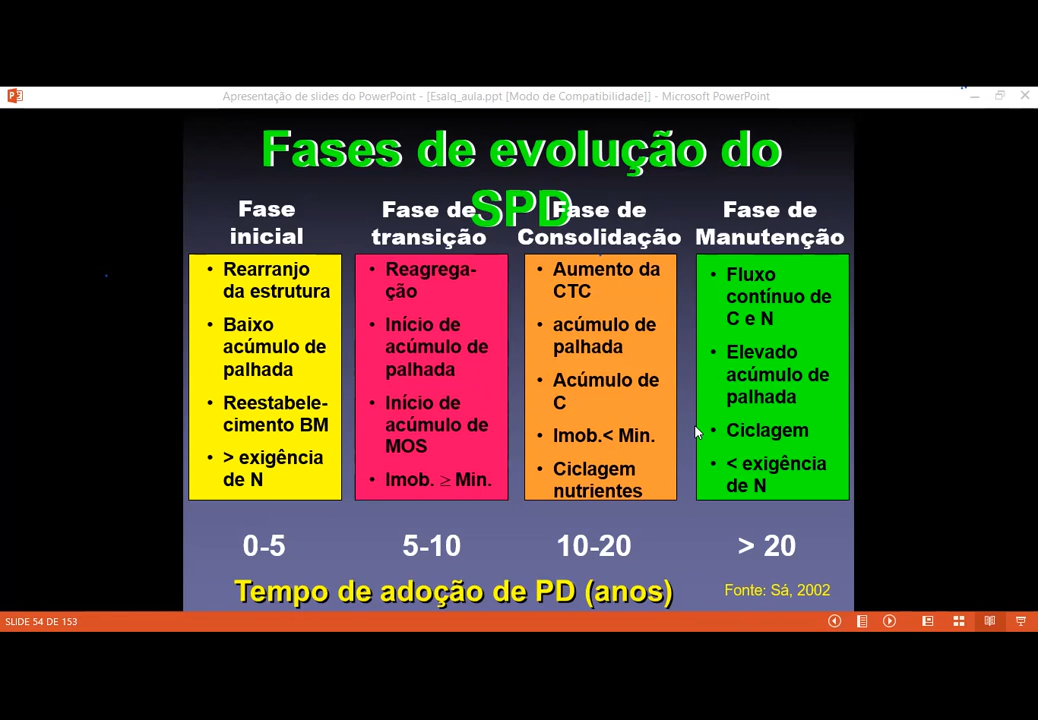 Apresentação de slides do PowerPoint - [Esalq_aula.ppt [Modo de Compatibilidade]] - Microsoft PowerPoint
Fases de evolução do
SPD
Fase
inicial
• Rearranjo
da estrutura
• Baixo
acúmulo de
palhada
• Reestabele-
cimento BM
• > exigência
de N
0-5
Fase de
transição
• Reagrega-
ção
• Início de
acúmulo de
palhada
• Início de
acúmulo de
MOS
• Imob. ≥ Min.
5-10
Fase de
Consolidação
• Aumento da
CTC
• acúmulo de
palhada
• Acúmulo de
C
• Imob.< Min.
• Ciclagem
nutrientes
10-20
Fase de
Manutenção
• Fluxo
contínuo de
C e N
• Elevado
acúmulo de
palhada
• Ciclagem
• < exigência
de N
> 20
Tempo de adoção de PD (anos)
Fonte: Sá, 2002
SLIDE 54 DE 153